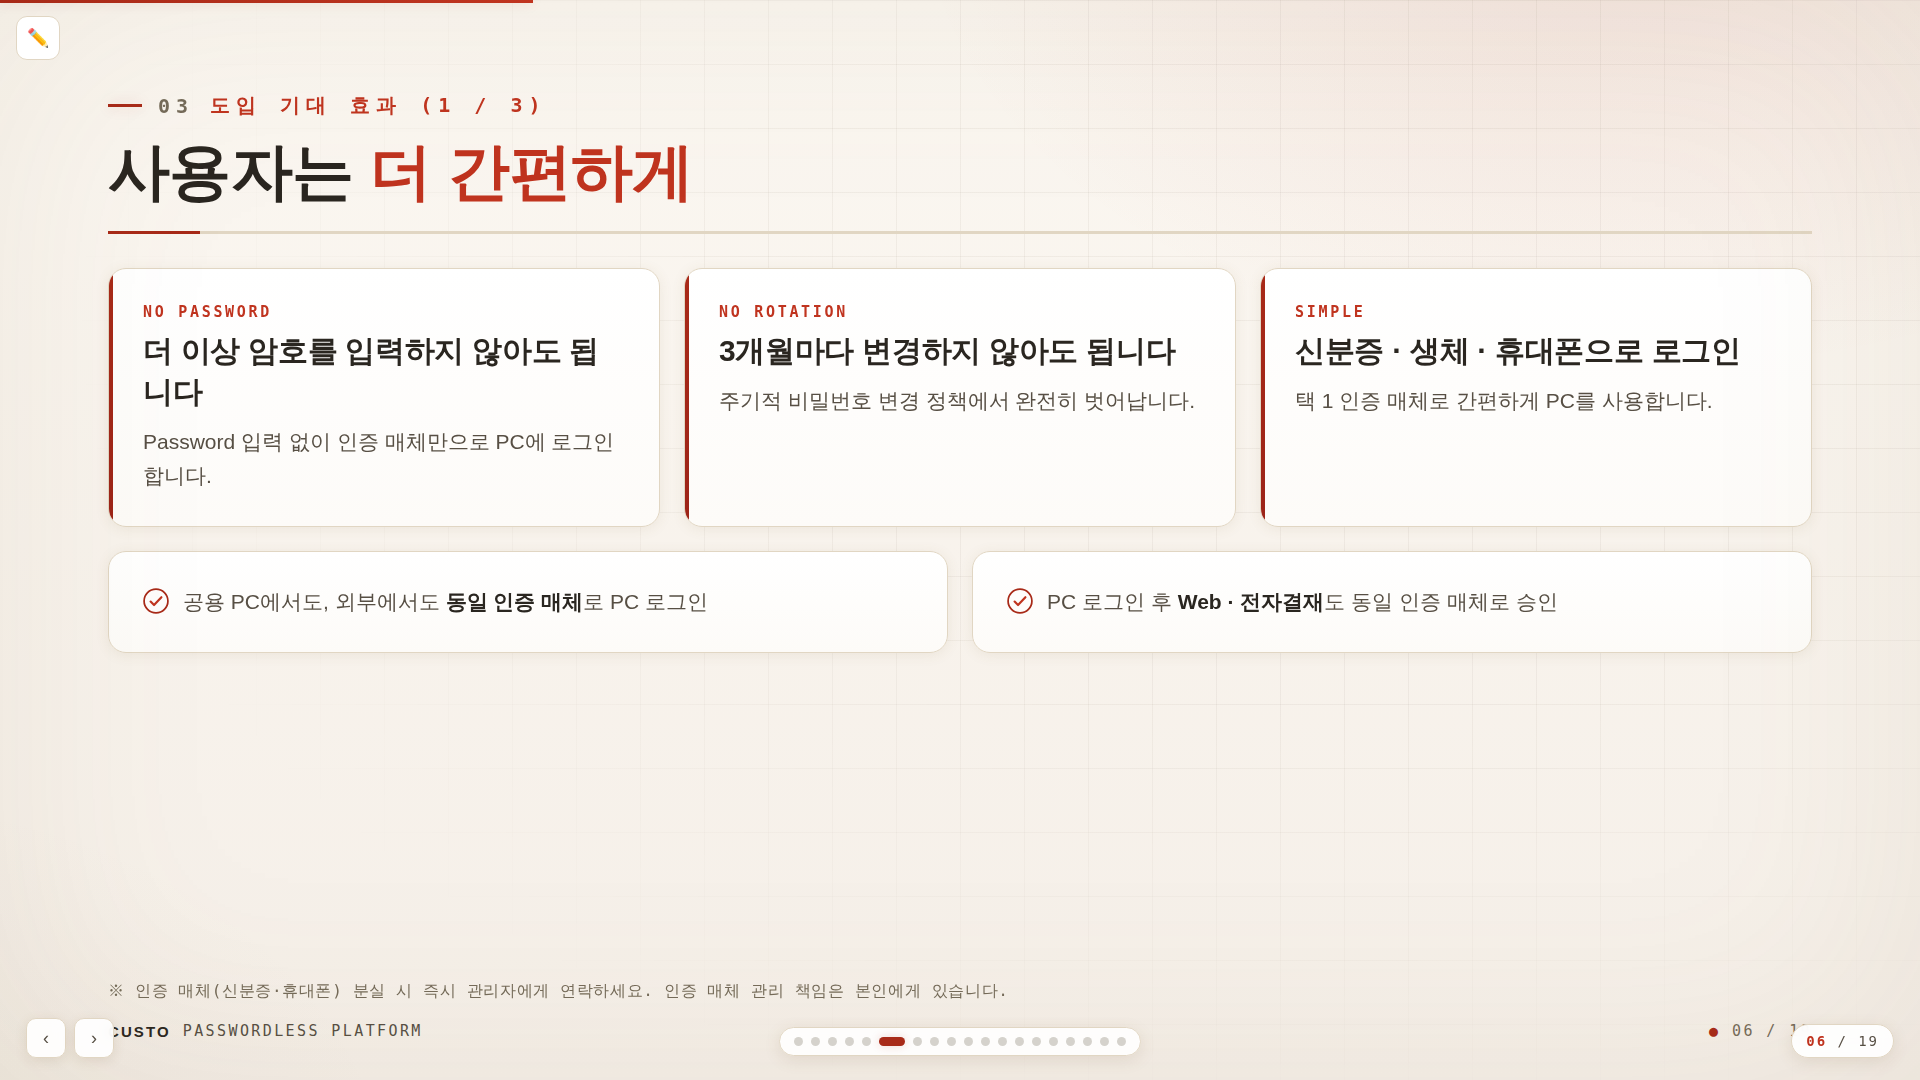 03 도입 기대 효과 (1 / 3)
사용자는 더 간편하게
NO PASSWORD
더 이상 암호를 입력하지 않아도 됩
니다
Password 입력 없이 인증 매체만으로 PC에 로그인
합니다.
NO ROTATION
3개월마다 변경하지 않아도 됩니다
주기적 비밀번호 변경 정책에서 완전히 벗어납니다.
SIMPLE
신분증 · 생체 · 휴대폰으로 로그인
택 1 인증 매체로 간편하게 PC를 사용합니다.
공용 PC에서도, 외부에서도 동일 인증 매체로 PC 로그인
PC 로그인 후 Web · 전자결재도 동일 인증 매체로 승인
※ 인증 매체(신분증·휴대폰) 분실 시 즉시 관리자에게 연락하세요. 인증 매체 관리 책임은 본인에게 있습니다.
‹ › CUSTO PASSWORDLESS PLATFORM
06 /
06 / 19